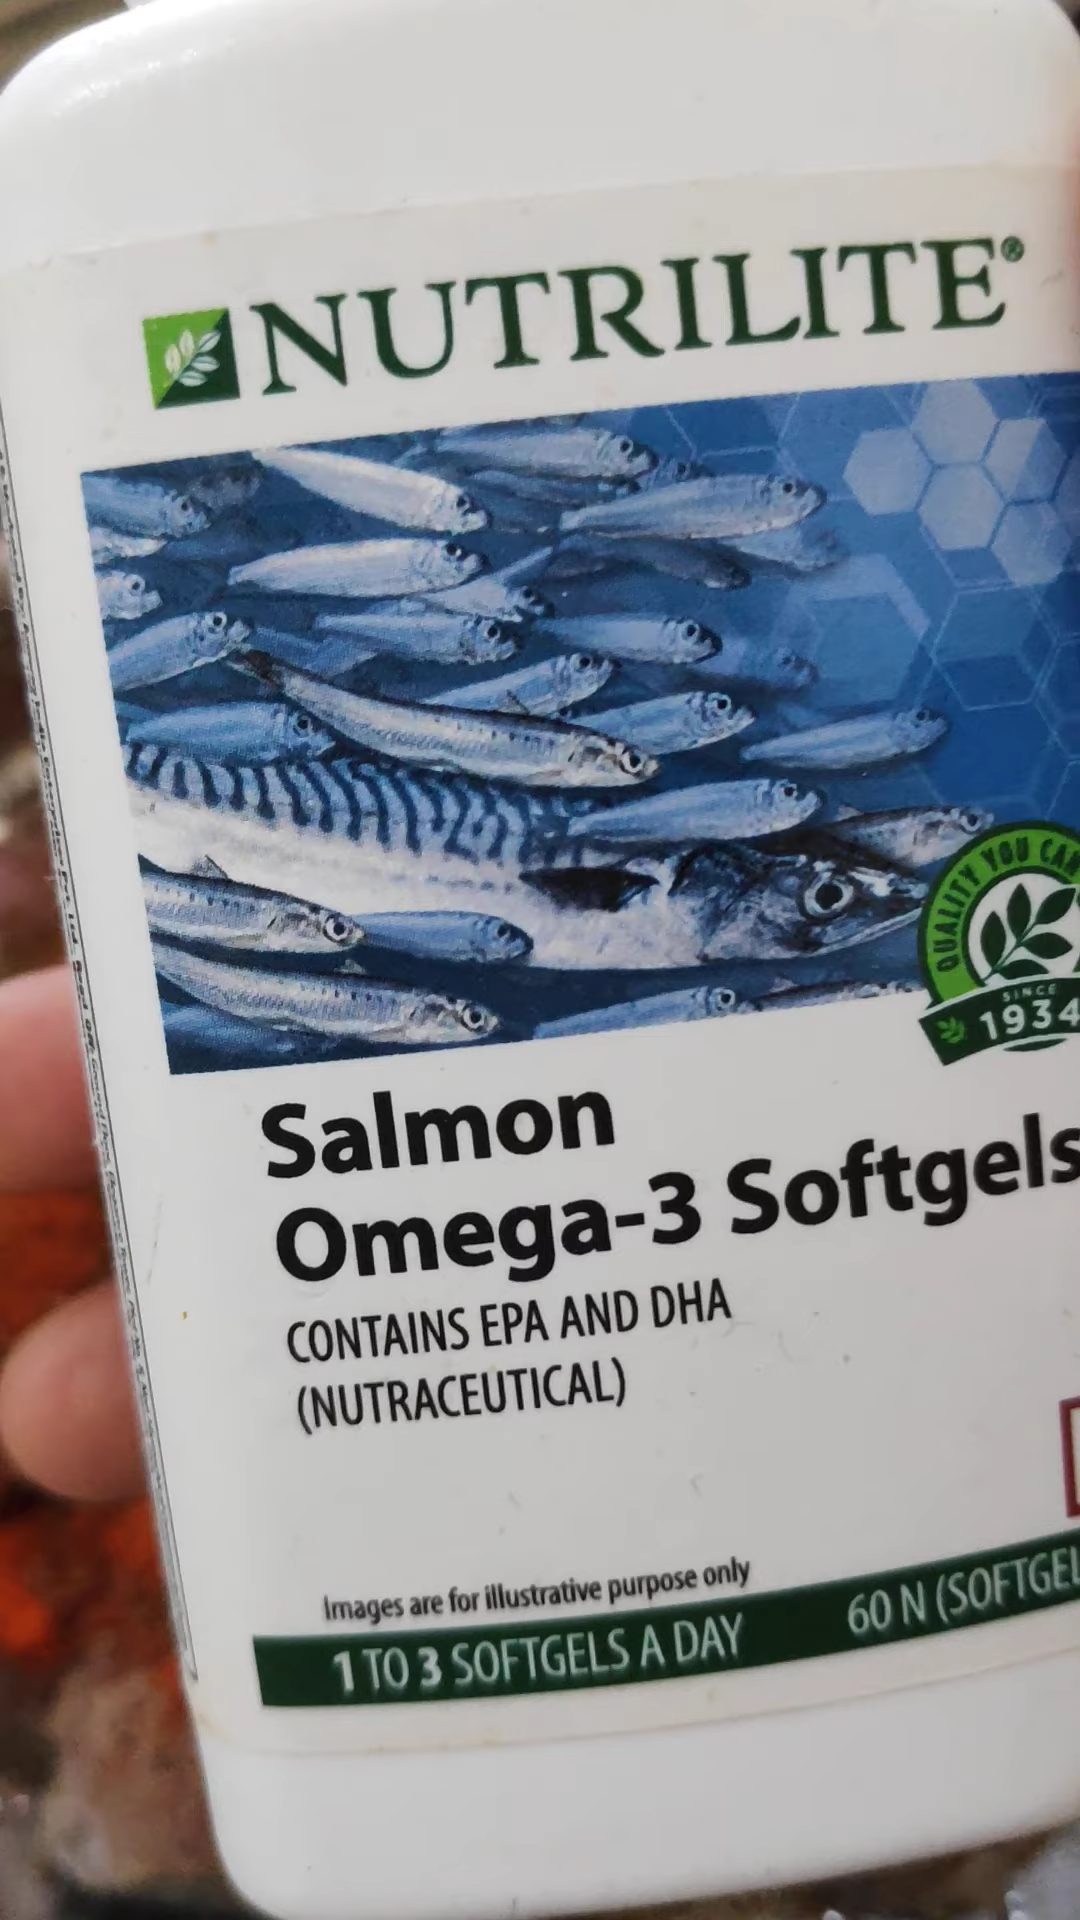 NUTRILITE®
QUALITY YOU CAN
SINCE
1934
Salmon
Omega-3 Softgels
CONTAINS EPA AND DHA
(NUTRACEUTICAL)
Images are for illustrative purpose only
1 TO 3 SOFTGELS A DAY
60 N (SOFTGEL